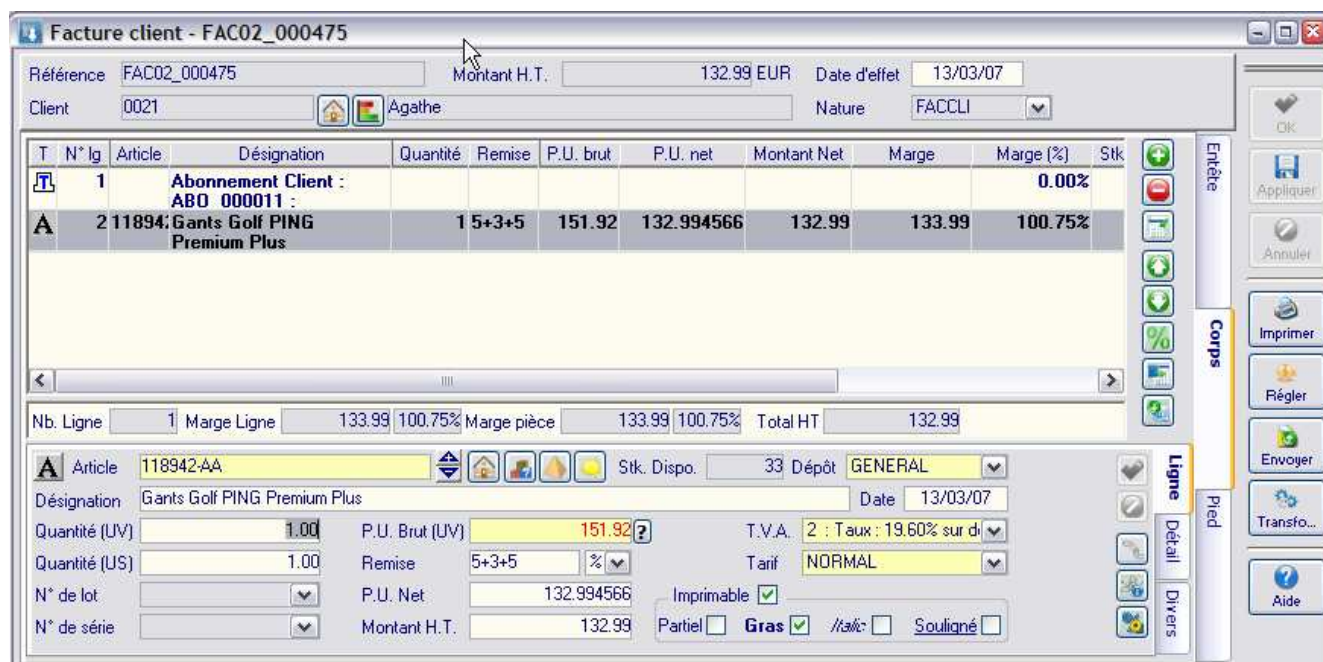 Facture client - FAC02_000475
Référence FAC02_000475 Montant H.T. 132.99 EUR Date d'effet 13/03/07
Client 0021 Agathe Nature FACCLI
OK
Appliquer
Annuler
Imprimer
Régler
Envoyer
Transfo...
Aide
Entête
Corps
Pied
T N° lg Article Désignation Quantité Remise P.U. brut P.U. net Montant Net Marge Marge (%) Stk
T 1 Abonnement Client : 0.00%
ABO 000011 :
A 2 11894 Gants Golf PING 1 5+3+5 151.92 132.994566 132.99 133.99 100.75%
Premium Plus
Nb. Ligne 1 Marge Ligne 133.99 100.75% Marge pièce 133.99 100.75% Total HT 132.99
A Article 118942-AA Stk. Dispo. 33 Dépôt GENERAL
Désignation Gants Golf PING Premium Plus Date 13/03/07
Quantité (UV) 1.00 P.U. Brut (UV) 151.92 ? T.V.A. 2 : Taux : 19.60% sur
Quantité (US) 1.00 Remise 5+3+5 % Tarif NORMAL
N° de lot P.U. Net 132.994566 Imprimable
N° de série Montant H.T. 132.99 Partiel Gras Italic Souligné
Ligne
Détail
Divers